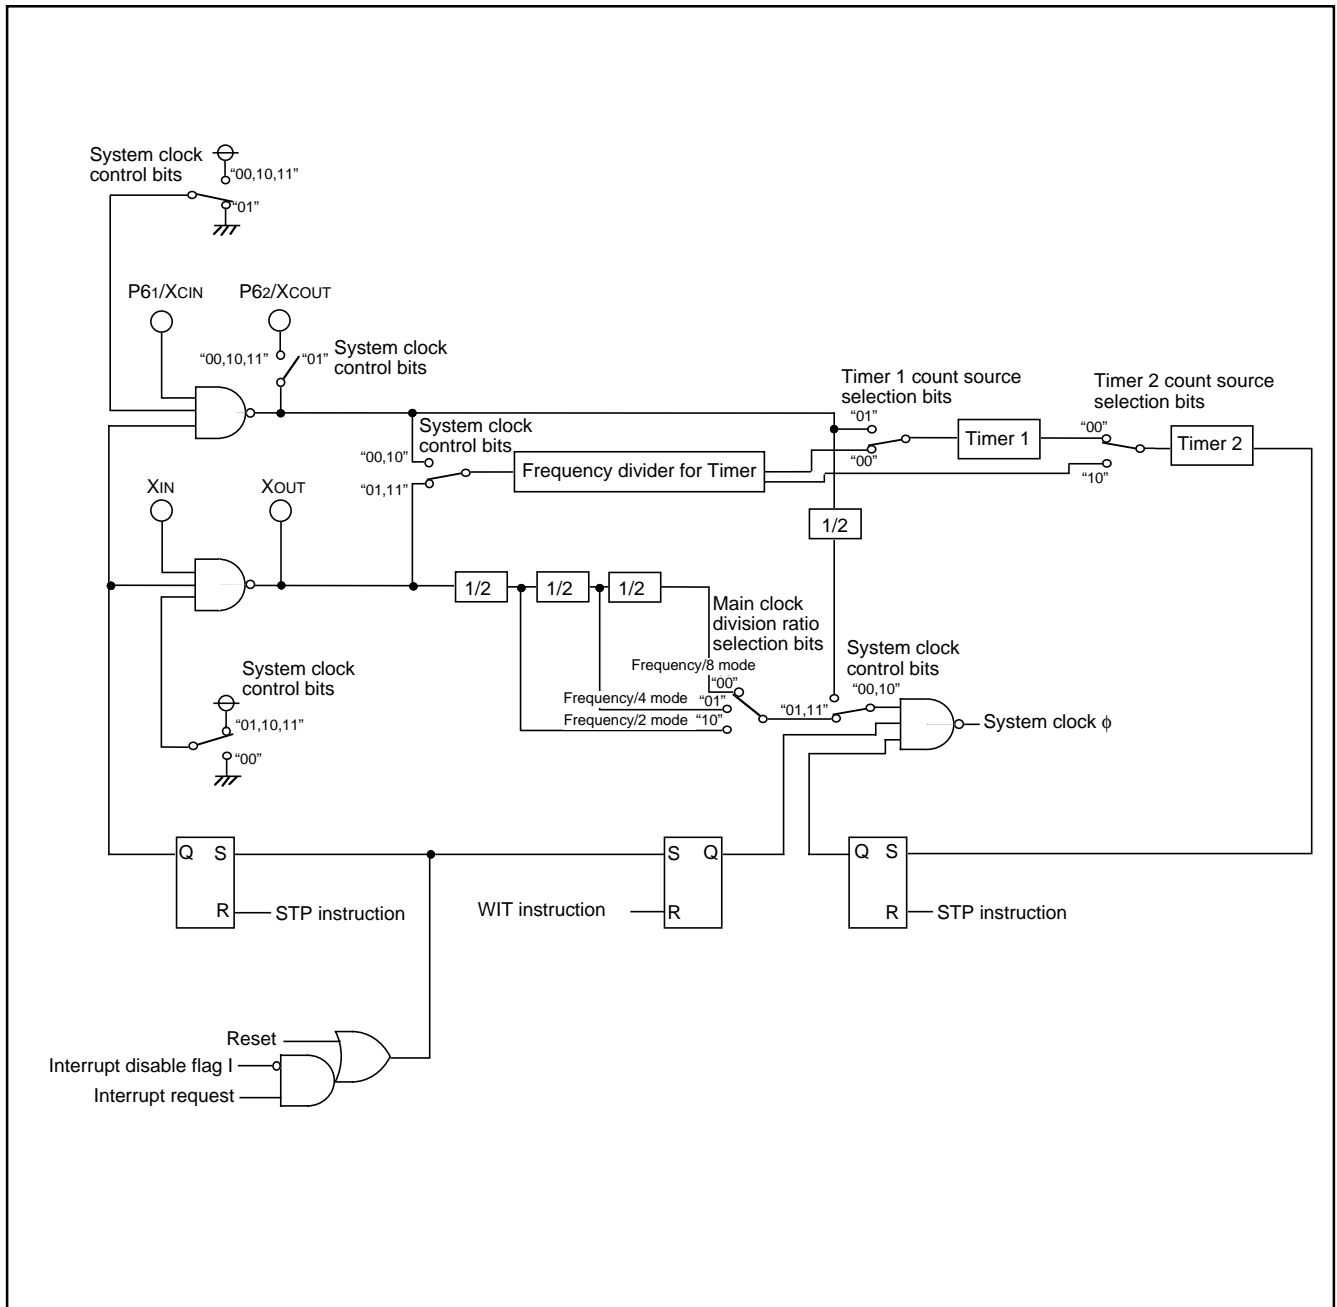 System clock
control bits
“00,10,11”
“01”
P61/XCIN
P62/XCOUT
“00,10,11”
“01”
System clock
control bits
Timer 1 count source
selection bits
Timer 2 count source
selection bits
“01”
“00”
Timer 1
“00”
“10”
Timer 2
System clock
control bits
“00,10”
“01,11”
Frequency divider for Timer
XIN
XOUT
1/2
1/2
1/2
1/2
Main clock
division ratio
selection bits
Frequency/8 mode
“00”
Frequency/4 mode “01”
Frequency/2 mode “10”
System clock
control bits
“00,10”
“01,11”
System clock ϕ
System clock
control bits
“01,10,11”
“00”
Q S
R
STP instruction
WIT instruction
S Q
R
Q S
R
STP instruction
Reset
Interrupt disable flag I
Interrupt request